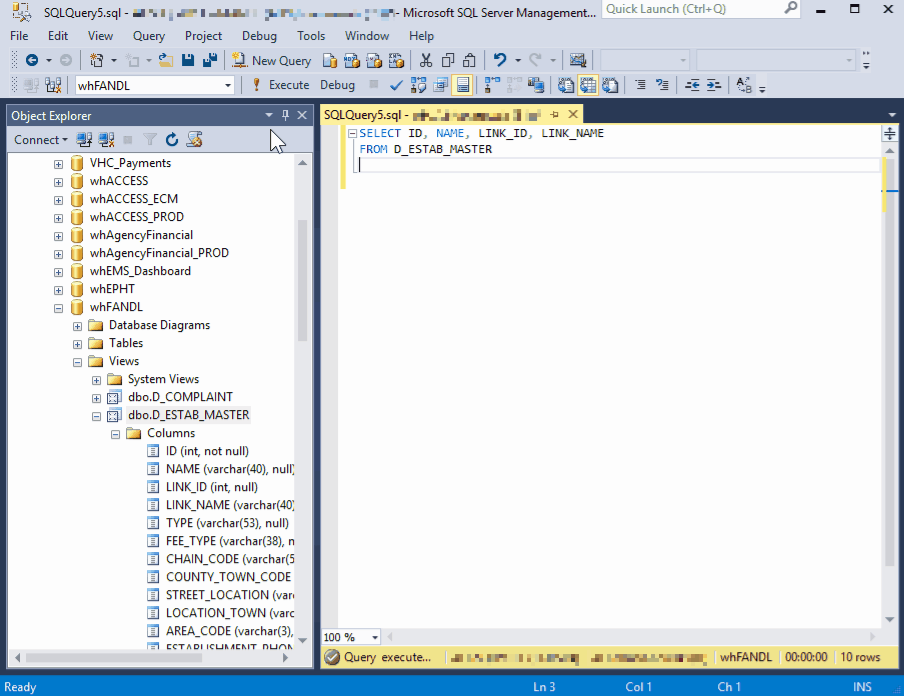 SQLQuery5.sql - - Microsoft SQL Server Management...
Quick Launch (Ctrl+Q)
File Edit View Query Project Debug Tools Window Help
New Query
whFANDL Execute Debug
Object Explorer
Connect
VHC_Payments
whACCESS
whACCESS_ECM
whACCESS_PROD
whAgencyFinancial
whAgencyFinancial_PROD
whEMS_Dashboard
whEPHT
whFANDL
Database Diagrams
Tables
Views
System Views
dbo.D_COMPLAINT
dbo.D_ESTAB_MASTER
Columns
ID (int, not null)
NAME (varchar(40), null)
LINK_ID (int, null)
LINK_NAME (varchar(40)
TYPE (varchar(53), null)
FEE_TYPE (varchar(38), n
CHAIN_CODE (varchar(5
COUNTY_TOWN_CODE
STREET_LOCATION (varc
LOCATION_TOWN (varc
AREA_CODE (varchar(3),
ESTABLISHMENT_PHON
SQLQuery5.sql -
SELECT ID, NAME, LINK_ID, LINK_NAME
FROM D_ESTAB_MASTER
100 %
Query execute... whFANDL 00:00:00 10 rows
Ready Ln 3 Col 1 Ch 1 INS